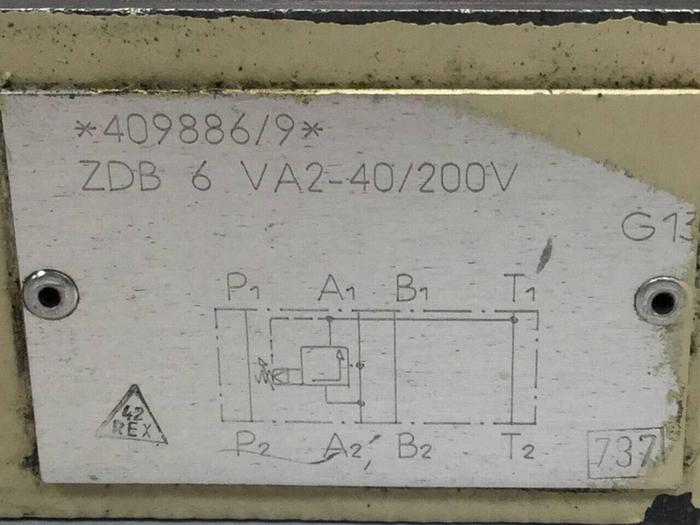 *409886/9*
ZDB 6 VA2-40/200V
G13
P1 A1 B1 T1
42
REX
P2 A2 B2 T2
737